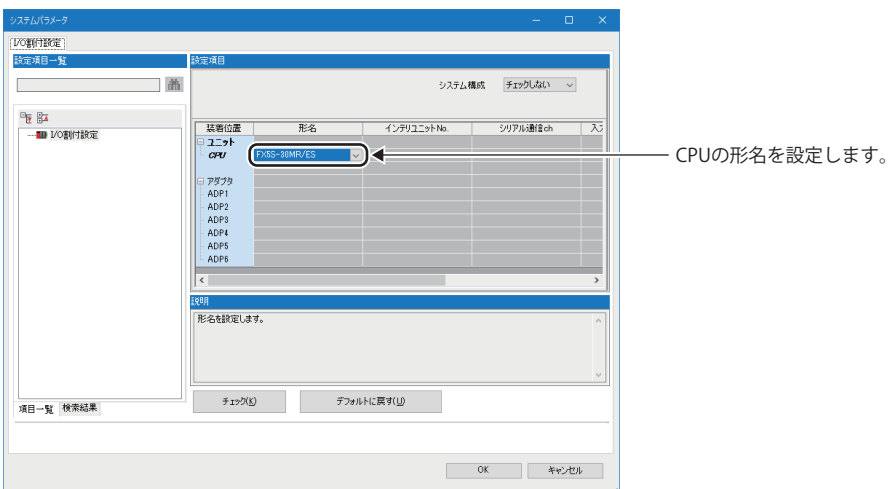 システムパラメータ
I/O割付設定
設定項目一覧
I/O割付設定
項目一覧 検索結果
設定項目
システム構成 チェックしない
装着位置 形名 インテリユニットNo. シリアル通信ch
ユニット
CPU FX5S-30MR/ES
アダプタ
ADP1
ADP2
ADP3
ADP4
ADP5
ADP6
説明
形名を設定します。
チェック(K) デフォルトに戻す(U)
OK キャンセル
CPUの形名を設定します。